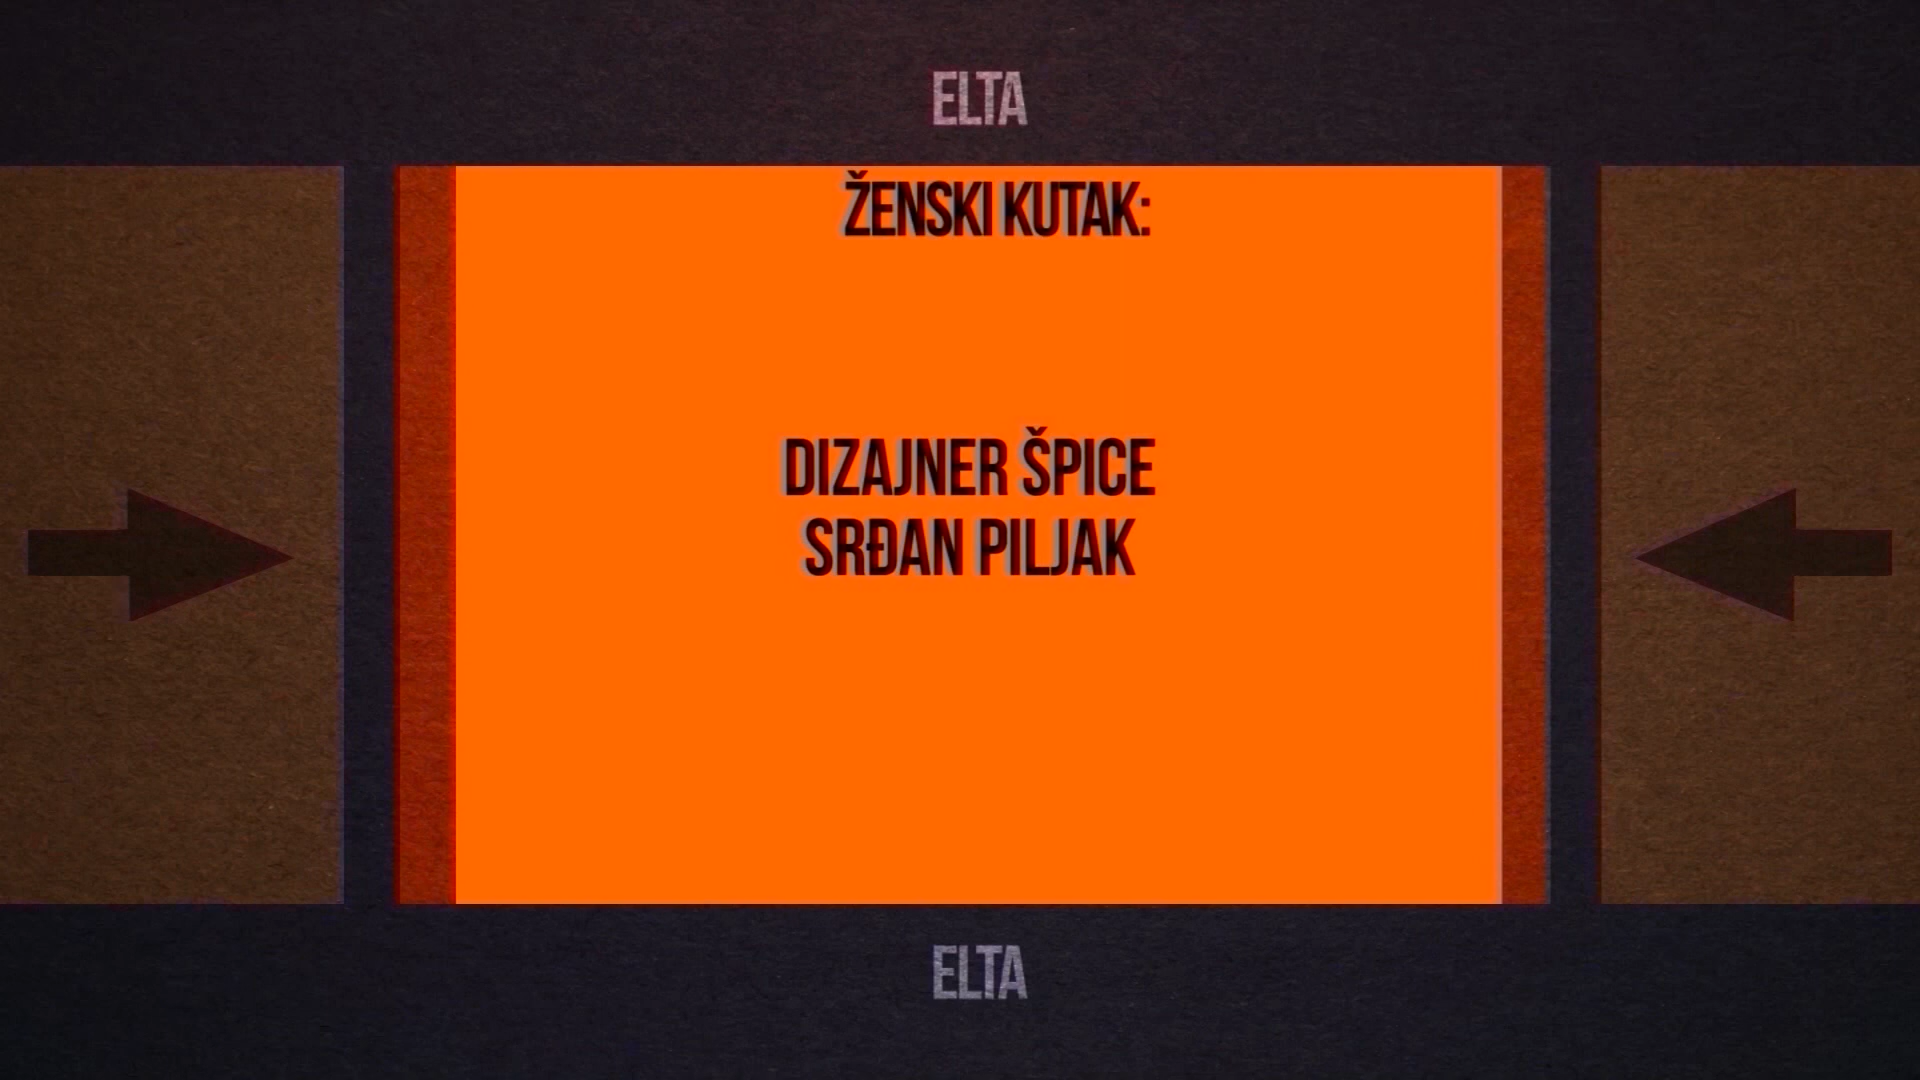 ELTA
ŽENSKI KUTAK:
DIZAJNER ŠPICE
SRĐAN PILJAK
ELTA